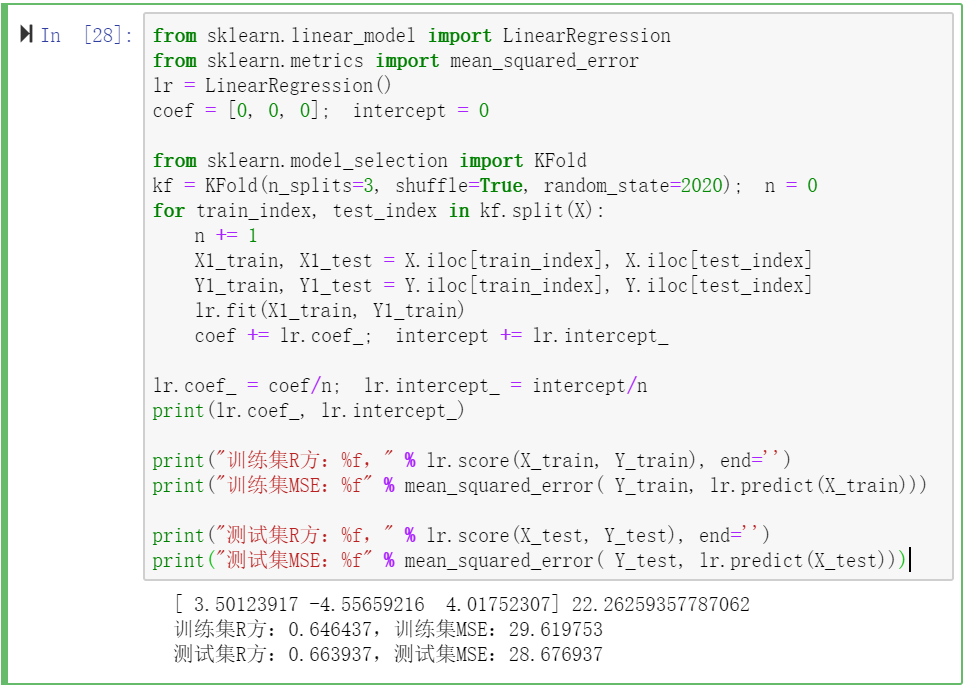 In [28]:
from sklearn.linear_model import LinearRegression
from sklearn.metrics import mean_squared_error
lr = LinearRegression()
coef = [0, 0, 0];  intercept = 0
from sklearn.model_selection import KFold
kf = KFold(n_splits=3, shuffle=True, random_state=2020);  n = 0
for train_index, test_index in kf.split(X):
    n += 1
    X1_train, X1_test = X.iloc[train_index], X.iloc[test_index]
    Y1_train, Y1_test = Y.iloc[train_index], Y.iloc[test_index]
    lr.fit(X1_train, Y1_train)
    coef += lr.coef_;  intercept += lr.intercept_
lr.coef_ = coef/n;  lr.intercept_ = intercept/n
print(lr.coef_, lr.intercept_)
print("训练集R方：%f，" % lr.score(X_train, Y_train), end='')
print("训练集MSE：%f" % mean_squared_error( Y_train, lr.predict(X_train)))
print("测试集R方：%f，" % lr.score(X_test, Y_test), end='')
print("测试集MSE：%f" % mean_squared_error( Y_test, lr.predict(X_test)))
[ 3.50123917 -4.55659216  4.01752307] 22.26259357787062
训练集R方：0.646437，训练集MSE：29.619753
测试集R方：0.663937，测试集MSE：28.676937